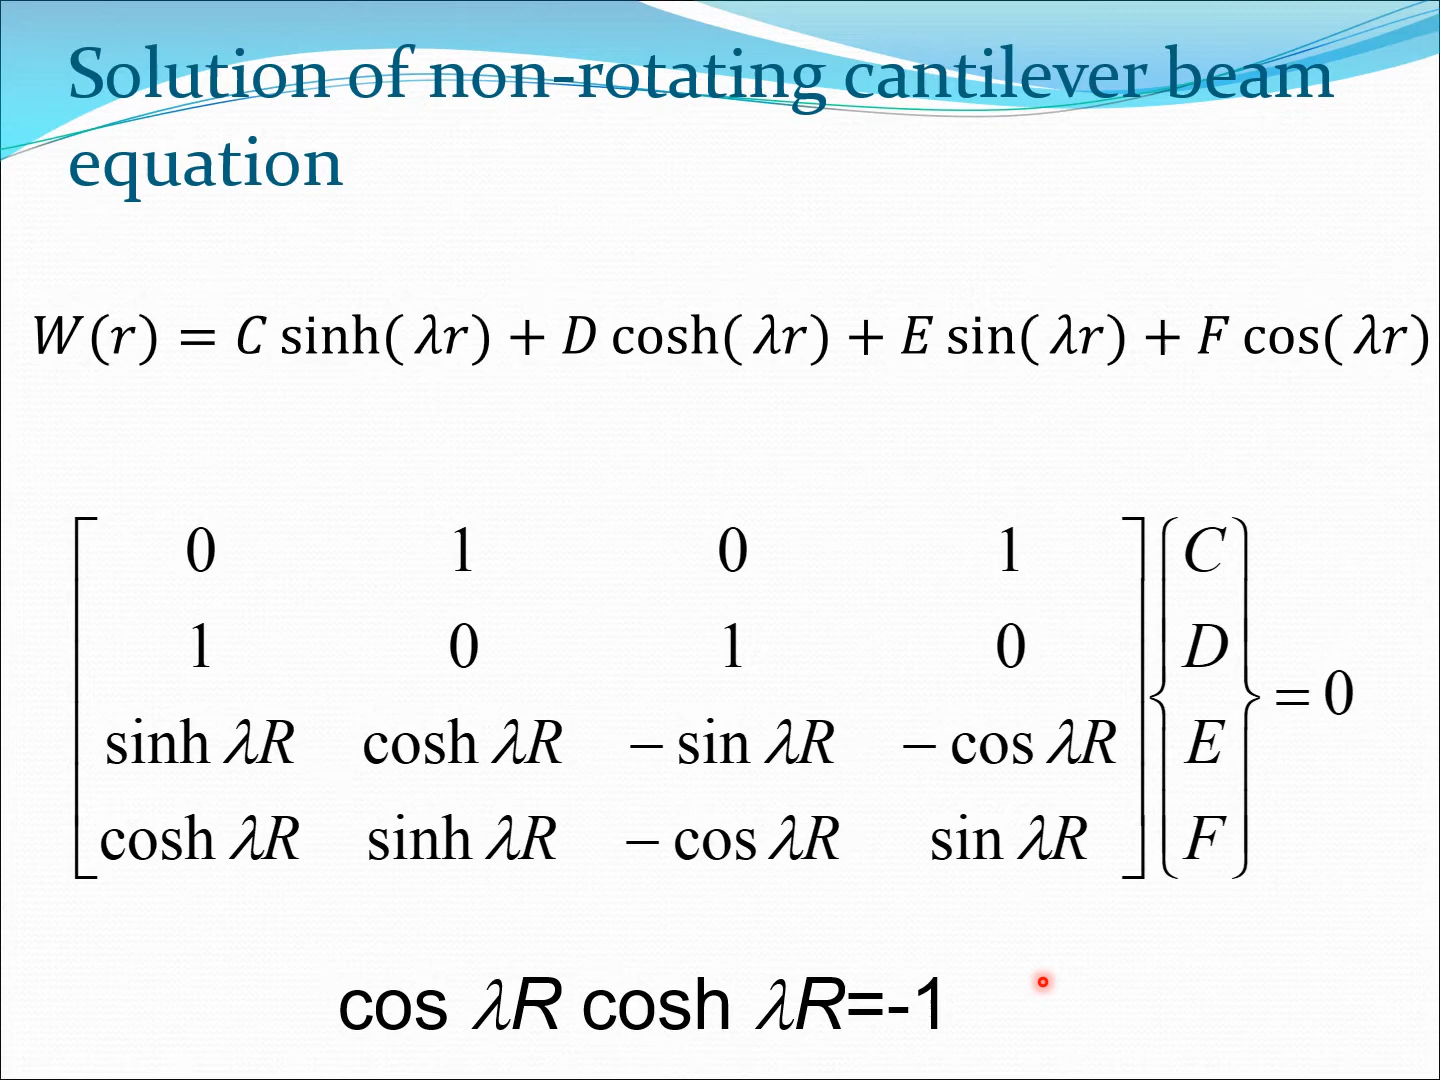 Solution of non-rotating cantilever beam
equation
W(r) = C sinh( λr) + D cosh( λr) + E sin( λr) + F cos( λr)
0 1 0 1 C
1 0 1 0 D
sinh λR cosh λR − sin λR − cos λR E = 0
cosh λR sinh λR − cos λR sin λR F
cos λR cosh λR=-1